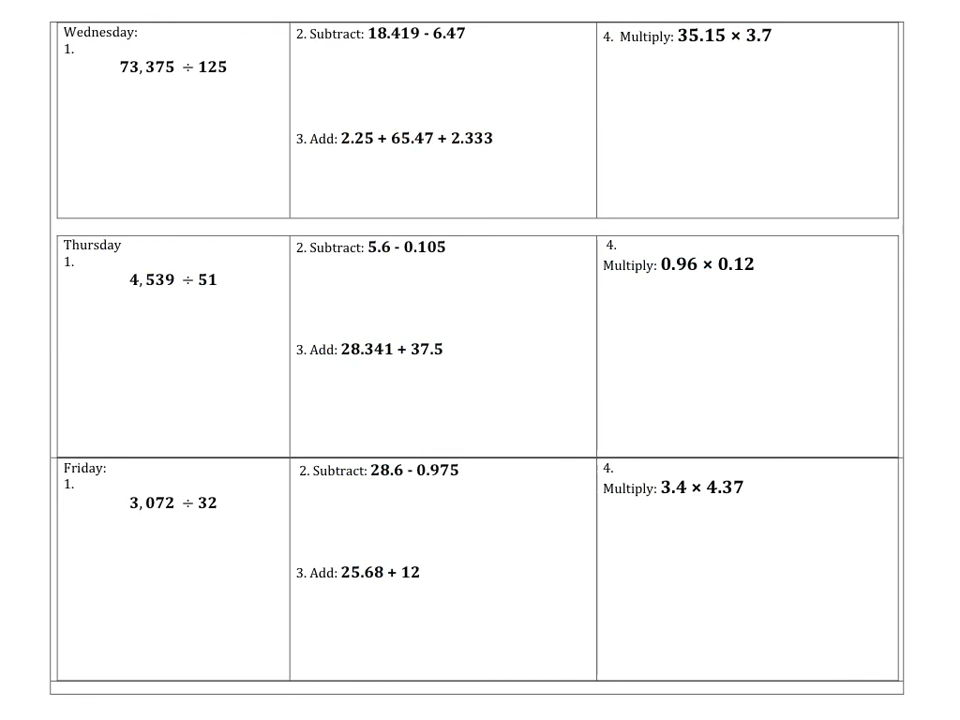 Wednesday:
1.
73,375 ÷ 125
2. Subtract: 18.419 - 6.47
3. Add: 2.25 + 65.47 + 2.333
4. Multiply: 35.15 × 3.7
Thursday
1.
4,539 ÷ 51
2. Subtract: 5.6 - 0.105
3. Add: 28.341 + 37.5
4.
Multiply: 0.96 × 0.12
Friday:
1.
3,072 ÷ 32
2. Subtract: 28.6 - 0.975
3. Add: 25.68 + 12
4.
Multiply: 3.4 × 4.37